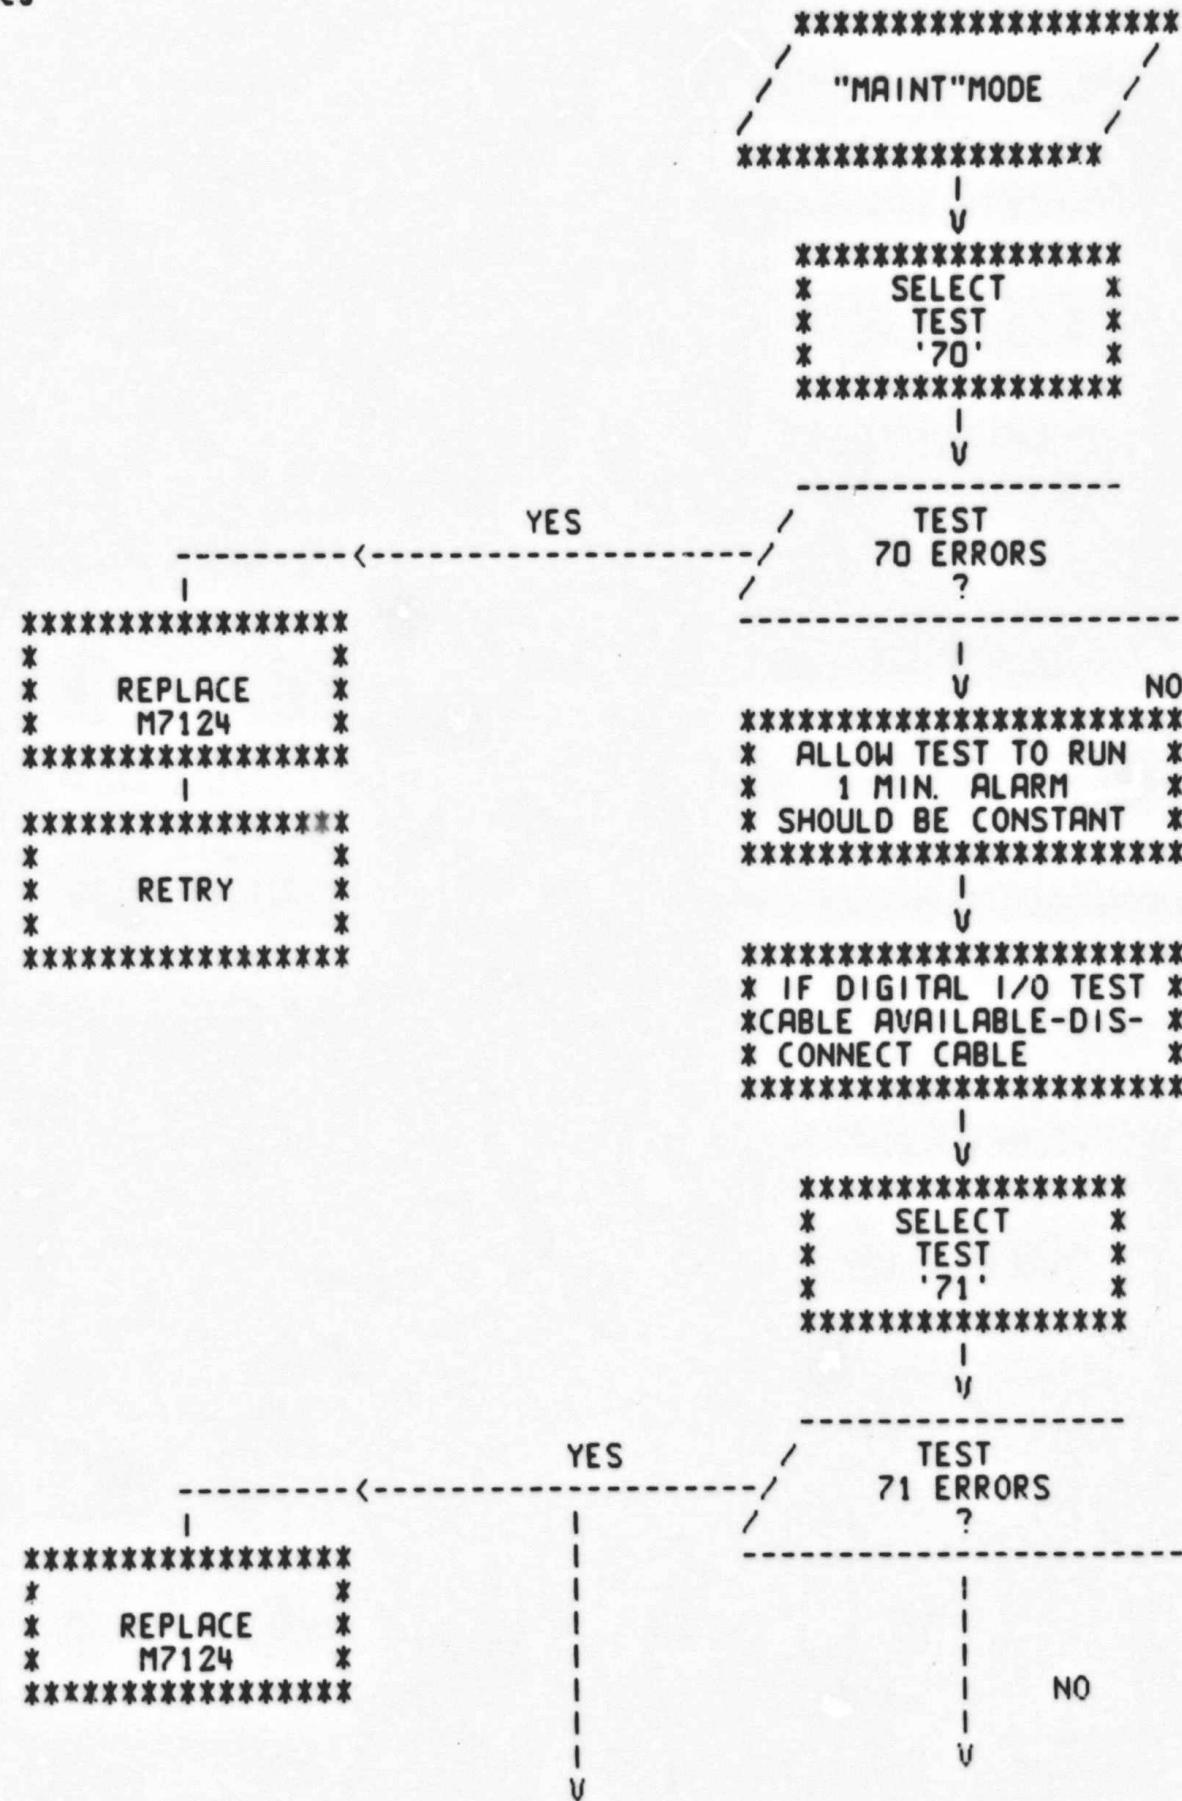 "MAINT"MODE
SELECT
TEST
'70'
YES
TEST
70 ERRORS
?
NO
REPLACE
M7124
ALLOW TEST TO RUN
1 MIN. ALARM
SHOULD BE CONSTANT
RETRY
IF DIGITAL I/O TEST
CABLE AVAILABLE-DIS-
CONNECT CABLE
SELECT
TEST
'71'
YES
TEST
71 ERRORS
?
REPLACE
M7124
NO